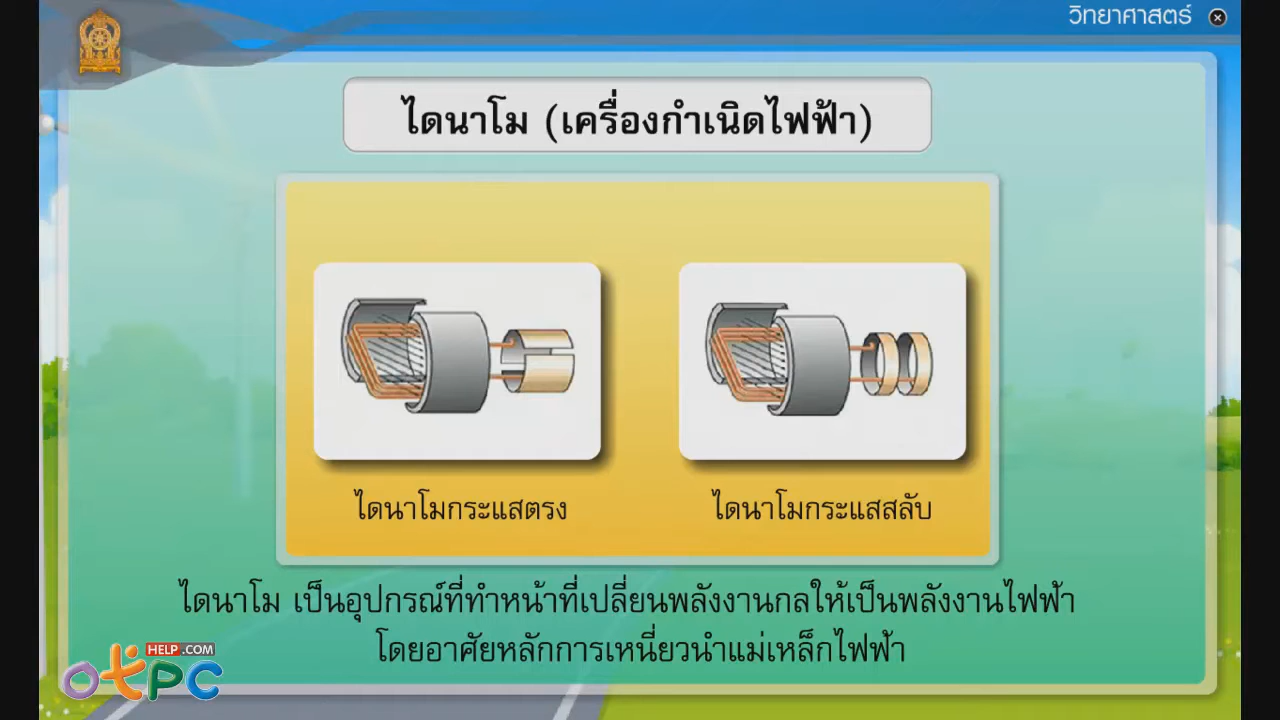 วิทยาศาสตร์
ไดนาโม (เครื่องกำเนิดไฟฟ้า)
ไดนาโมกระแสตรง
ไดนาโมกระแสสลับ
ไดนาโม เป็นอุปกรณ์ที่ทำหน้าที่เปลี่ยนพลังงานกลให้เป็นพลังงานไฟฟ้า
โดยอาศัยหลักการเหนี่ยวนำแม่เหล็กไฟฟ้า
HELP .COM
OTPC